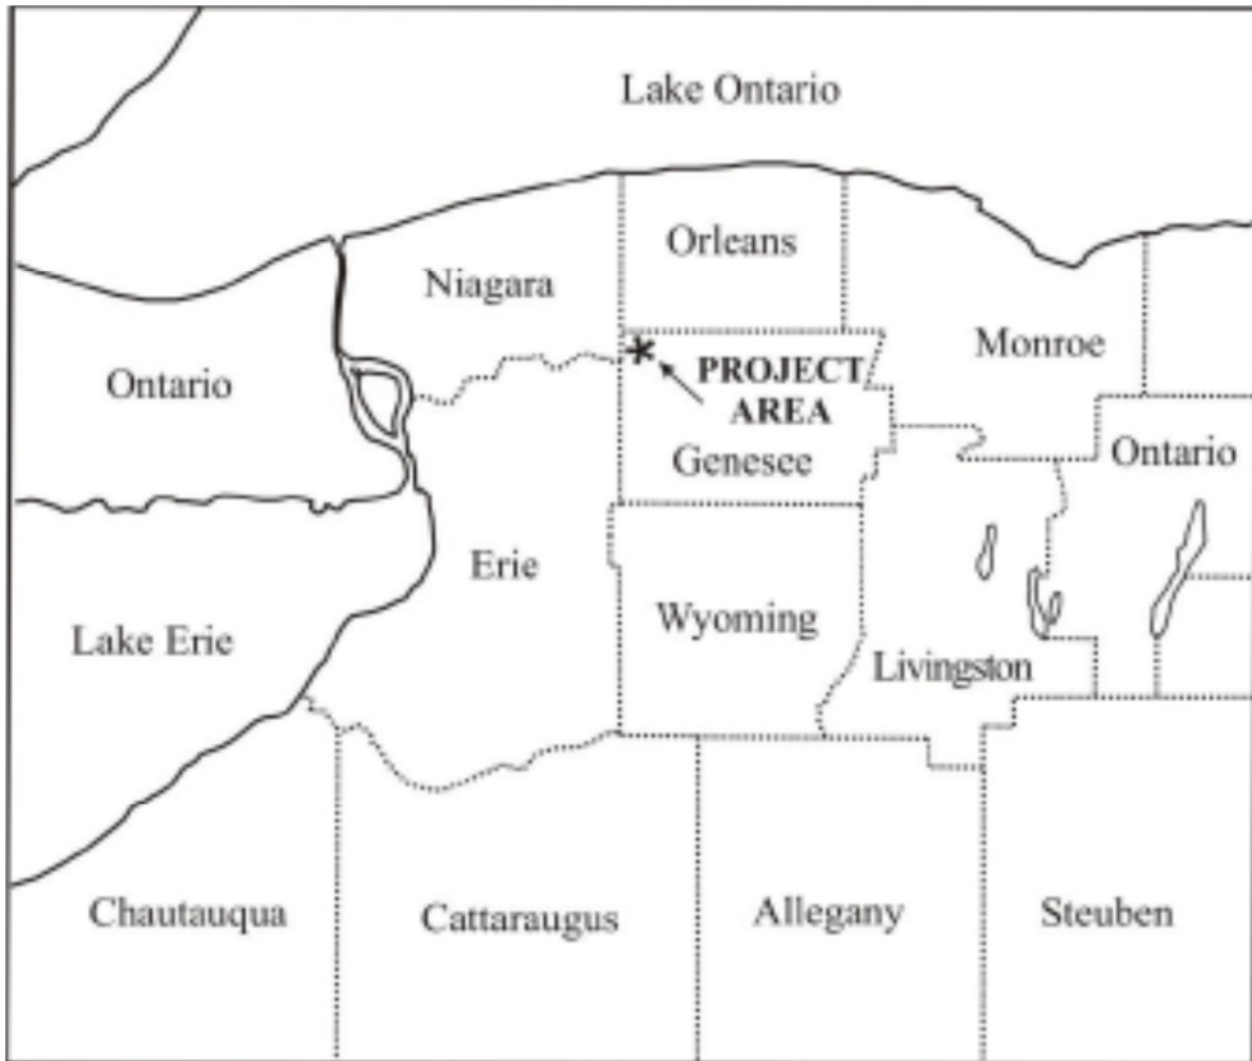 Lake Ontario
Orleans
Niagara
Monroe
Ontario
PROJECT
AREA
Genesee
Ontario
Erie
Wyoming
Lake Erie
Livingston
Chautauqua
Cattaraugus
Allegany
Steuben